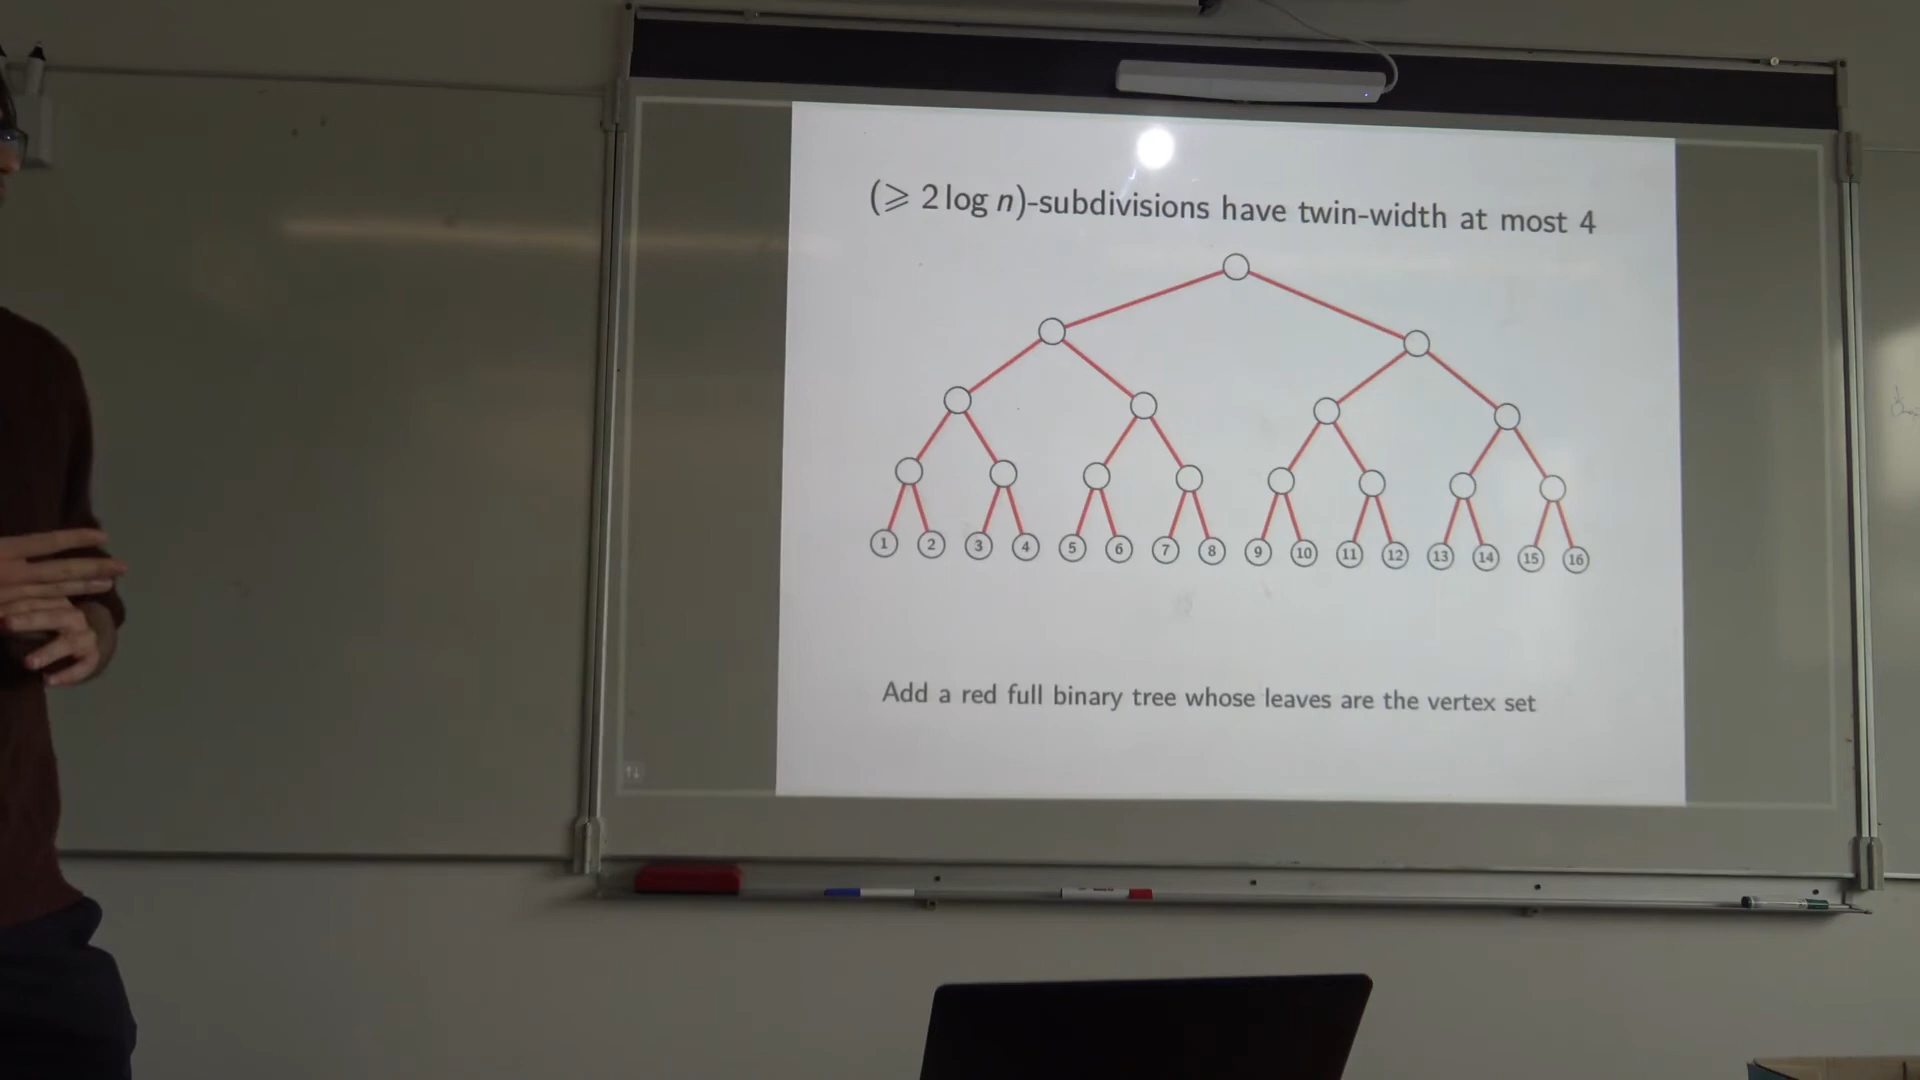 (⩾ 2 log n)-subdivisions have twin-width at most 4
1 2 3 4 5 6 7 8 9 10 11 12 13 14 15 16
Add a red full binary tree whose leaves are the vertex set